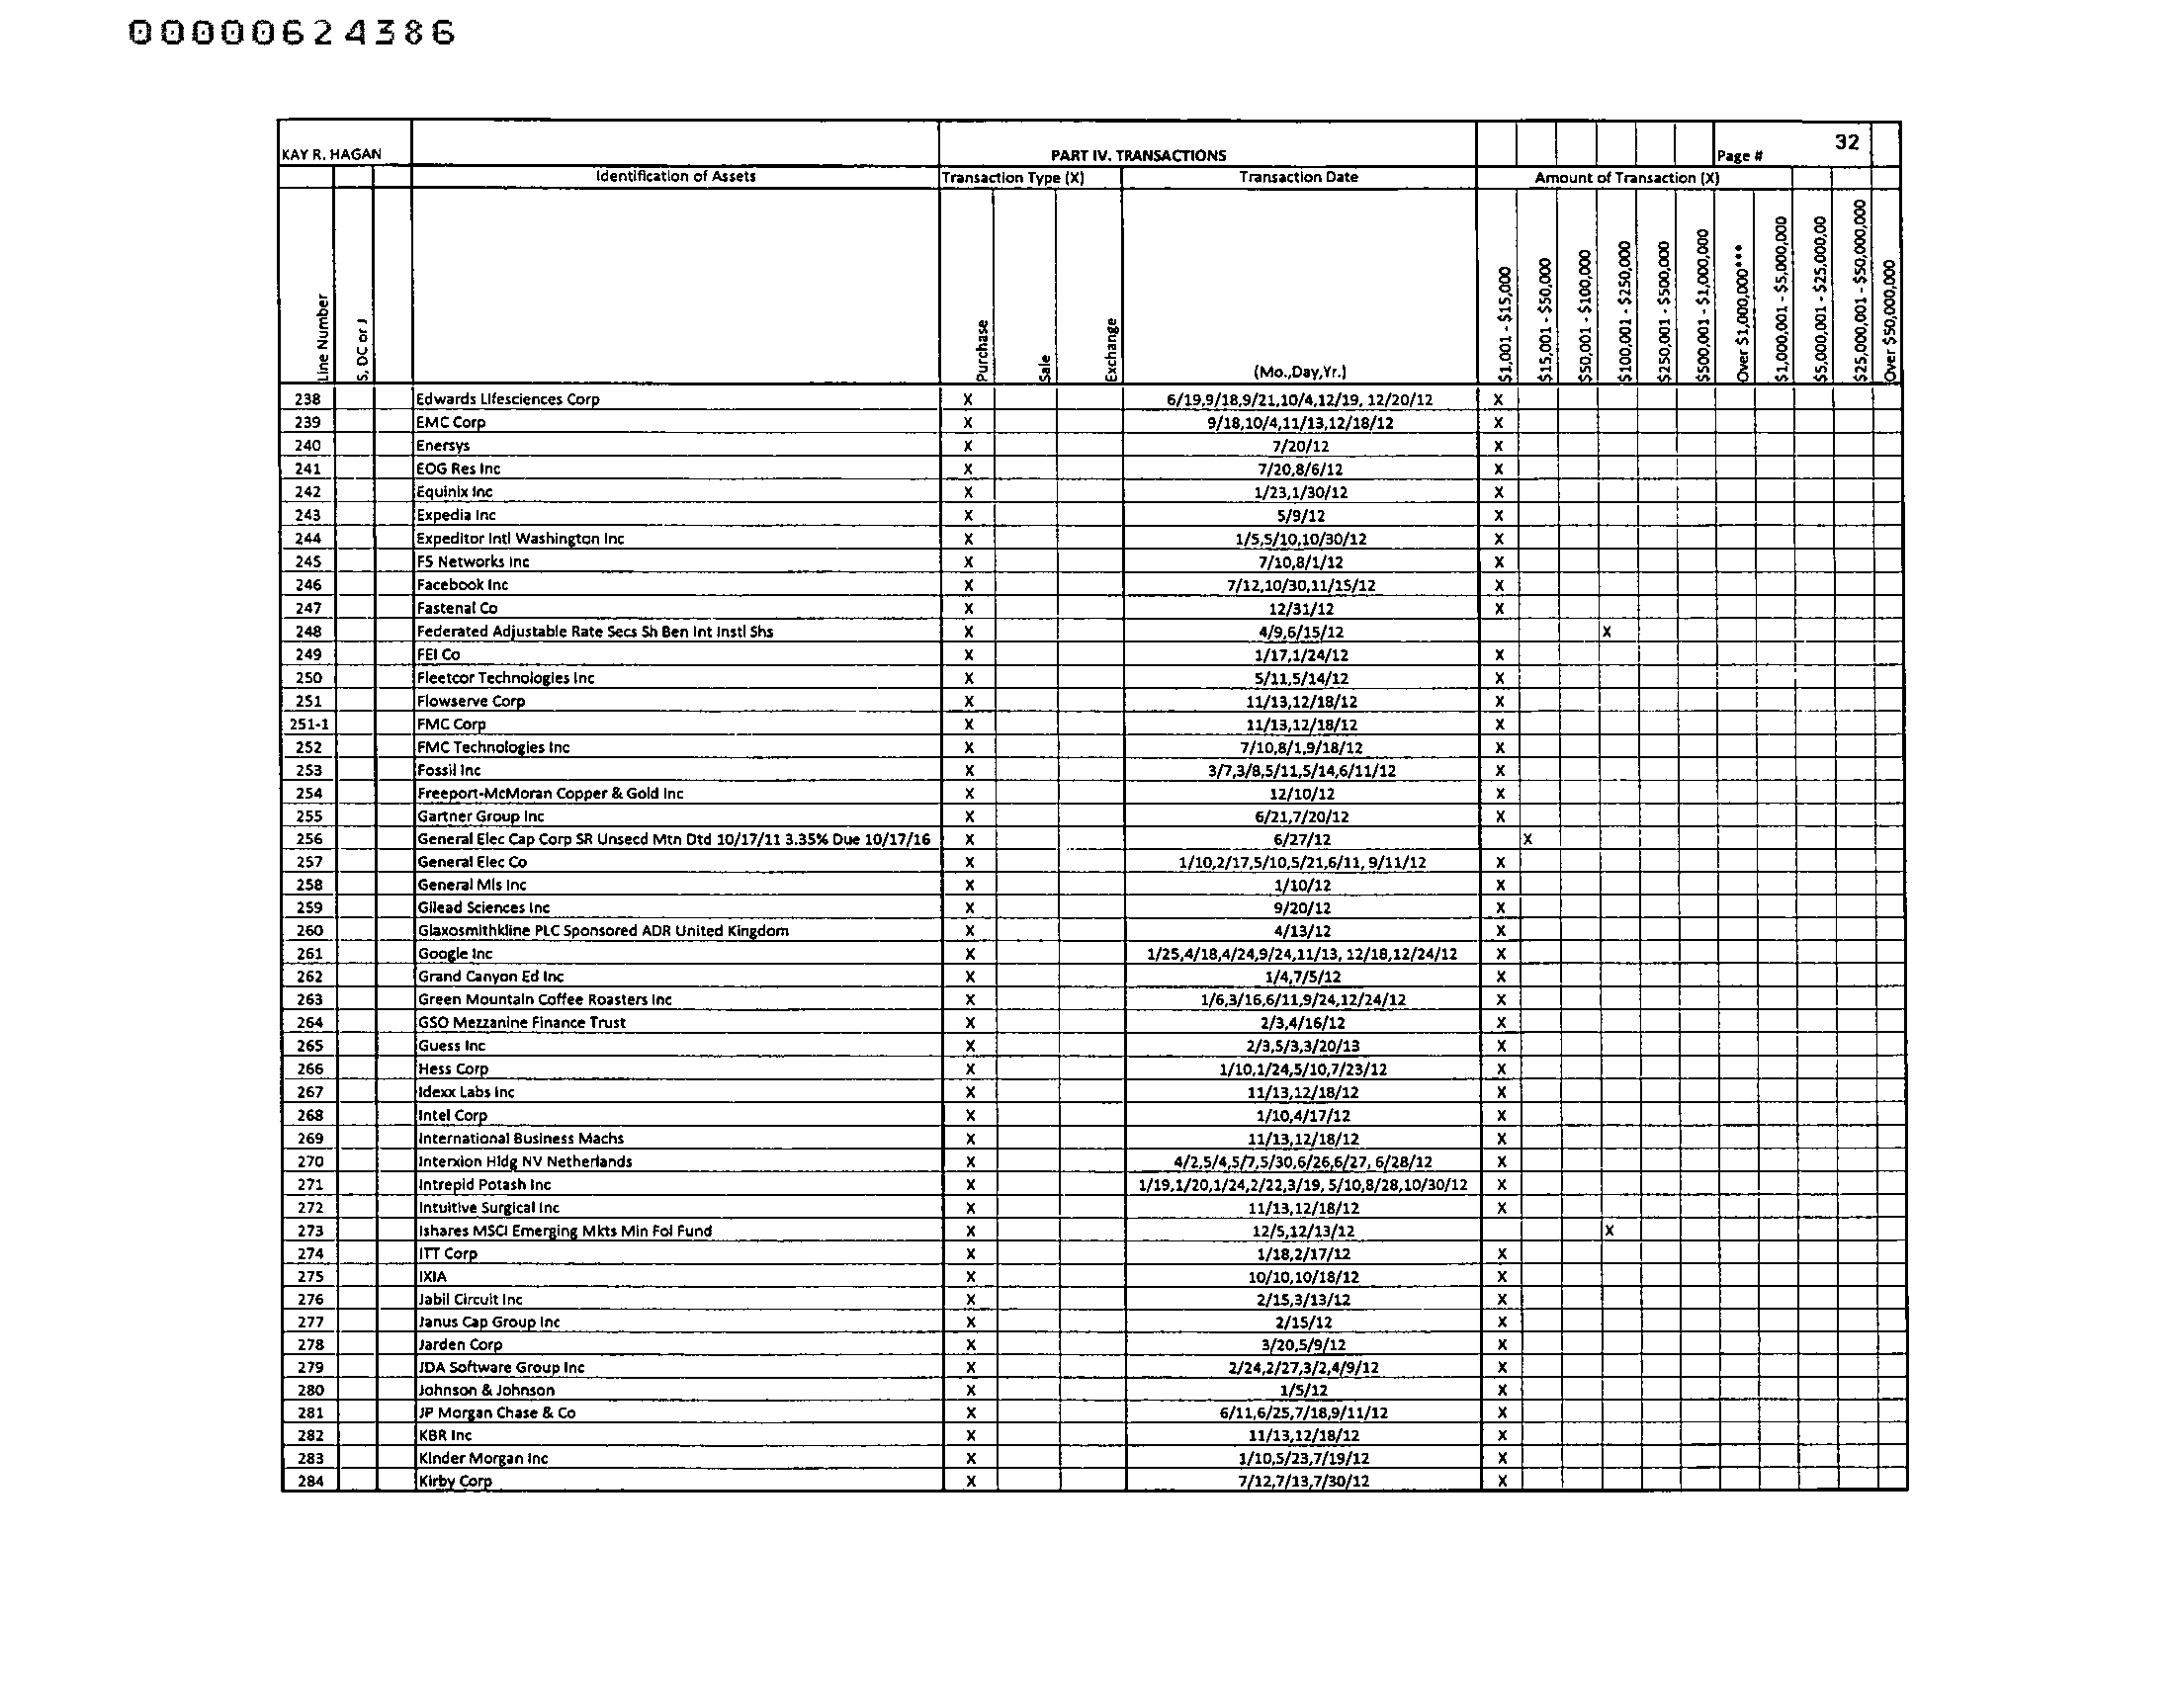 00000624386
KAY R. HAGAN PART IV. TRANSACTIONS Page # 32
Identification of Assets Transaction Type (X) Transaction Date Amount of Transaction (X)
Line Number S, DC or J Purchase Sale Exchange (Mo.,Day,Yr.) $1,001 - $15,000 $15,001 - $50,000 $50,001 - $100,000 $100,001 - $250,000 $250,001 - $500,000 $500,001 - $1,000,000 Over $1,000,000*** $1,000,001 - $5,000,000 $5,000,001 - $25,000,00 $25,000,001 - $50,000,000 Over $50,000,000
238 Edwards Lifesciences Corp X 6/19,9/18,9/21,10/4,12/19, 12/20/12 X
239 EMC Corp X 9/18,10/4,11/13,12/18/12 X
240 Enersys X 7/20/12 X
241 EOG Res Inc X 7/20,8/6/12 X
242 Equinix Inc X 1/23,1/30/12 X
243 Expedia Inc X 5/9/12 X
244 Expeditor Intl Washington Inc X 1/5,5/10,10/30/12 X
245 F5 Networks Inc X 7/10,8/1/12 X
246 Facebook Inc X 7/12,10/30,11/15/12 X
247 Fastenal Co X 12/31/12 X
248 Federated Adjustable Rate Secs Sh Ben Int Instl Shs X 4/9,6/15/12 X
249 FEI Co X 1/17,1/24/12 X
250 Fleetcor Technologies Inc X 5/11,5/14/12 X
251 Flowserve Corp X 11/13,12/18/12 X
251-1 FMC Corp X 11/13,12/18/12 X
252 FMC Technologies Inc X 7/10,8/1,9/18/12 X
253 Fossil Inc X 3/7,3/8,5/11,5/14,6/11/12 X
254 Freeport-McMoran Copper & Gold Inc X 12/10/12 X
255 Gartner Group Inc X 6/21,7/20/12 X
256 General Elec Cap Corp SR Unsecd Mtn Dtd 10/17/11 3.35% Due 10/17/16 X 6/27/12 X
257 General Elec Co X 1/10,2/17,5/10,5/21,6/11, 9/11/12 X
258 General Mls Inc X 1/10/12 X
259 Gilead Sciences Inc X 9/20/12 X
260 Glaxosmithkline PLC Sponsored ADR United Kingdom X 4/13/12 X
261 Google Inc X 1/25,4/18,4/24,9/24,11/13, 12/18,12/24/12 X
262 Grand Canyon Ed Inc X 1/4,7/5/12 X
263 Green Mountain Coffee Roasters Inc X 1/6,3/16,6/11,9/24,12/24/12 X
264 GSO Mezzanine Finance Trust X 2/3,4/16/12 X
265 Guess Inc X 2/3,5/3,3/20/13 X
266 Hess Corp X 1/10,1/24,5/10,7/23/12 X
267 Idexx Labs Inc X 11/13,12/18/12 X
268 Intel Corp X 1/10,4/17/12 X
269 International Business Machs X 11/13,12/18/12 X
270 Interxion Hldg NV Netherlands X 4/2,5/4,5/7,5/30,6/26,6/27, 6/28/12 X
271 Intrepid Potash Inc X 1/19,1/20,1/24,2/22,3/19, 5/10,8/28,10/30/12 X
272 Intuitive Surgical Inc X 11/13,12/18/12 X
273 Ishares MSCI Emerging Mkts Min Fol Fund X 12/5,12/13/12 X
274 ITT Corp X 1/18,2/17/12 X
275 IXIA X 10/10,10/18/12 X
276 Jabil Circuit Inc X 2/15,3/13/12 X
277 Janus Cap Group Inc X 2/15/12 X
278 Jarden Corp X 3/20,5/9/12 X
279 JDA Software Group Inc X 2/24,2/27,3/2,4/9/12 X
280 Johnson & Johnson X 1/5/12 X
281 JP Morgan Chase & Co X 6/11,6/25,7/18,9/11/12 X
282 KBR Inc X 11/13,12/18/12 X
283 Kinder Morgan Inc X 1/10,5/23,7/19/12 X
284 Kirby Corp X 7/12,7/13,7/30/12 X